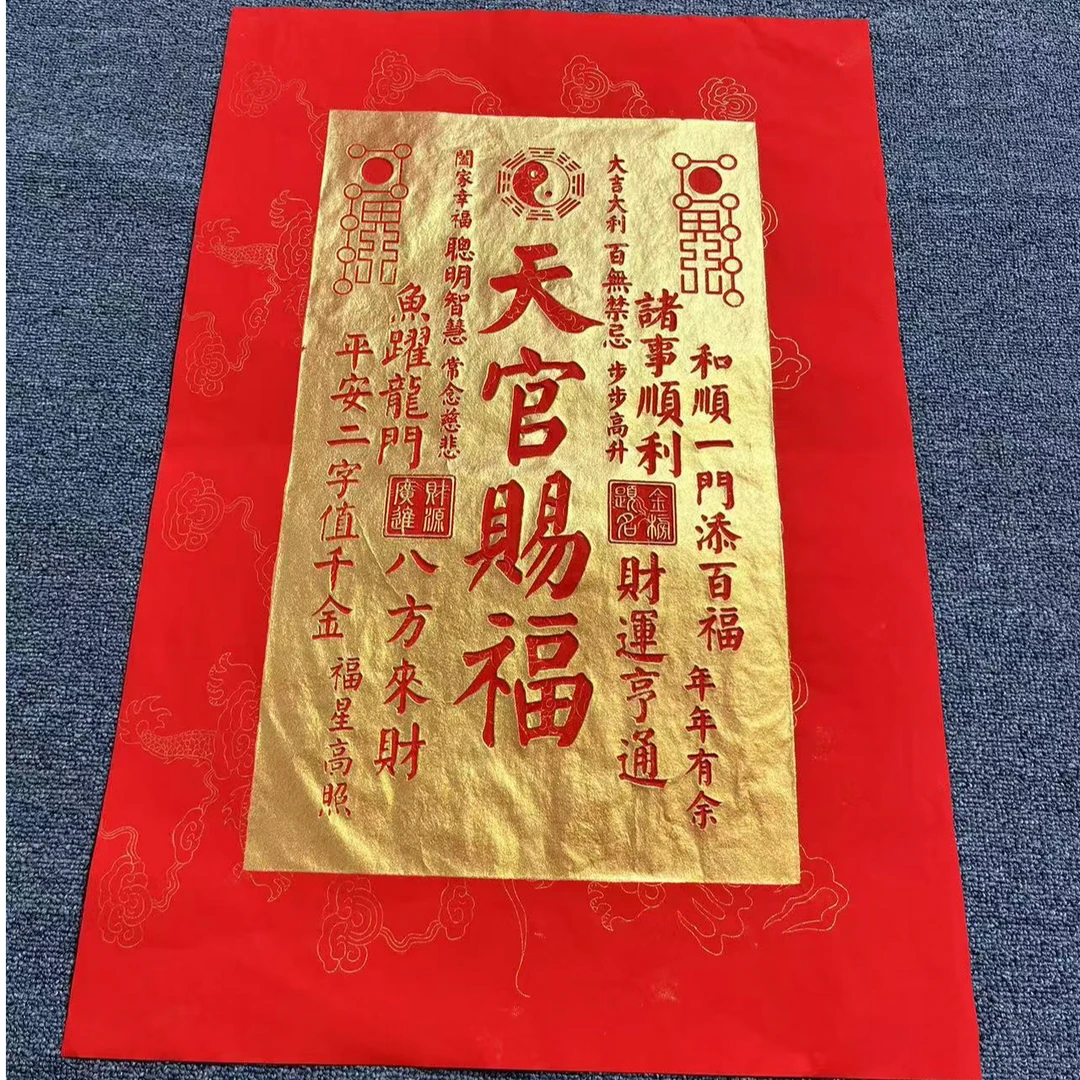 和順一門添百福
年年有余
諸事順利
金榜題名
財運亨通
大吉大利
百無禁忌
步步高升
天官賜福
闔家幸福
聰明智慧
常念慈悲
魚躍龍門
財源廣進
八方來財
平安二字值千金
福星高照